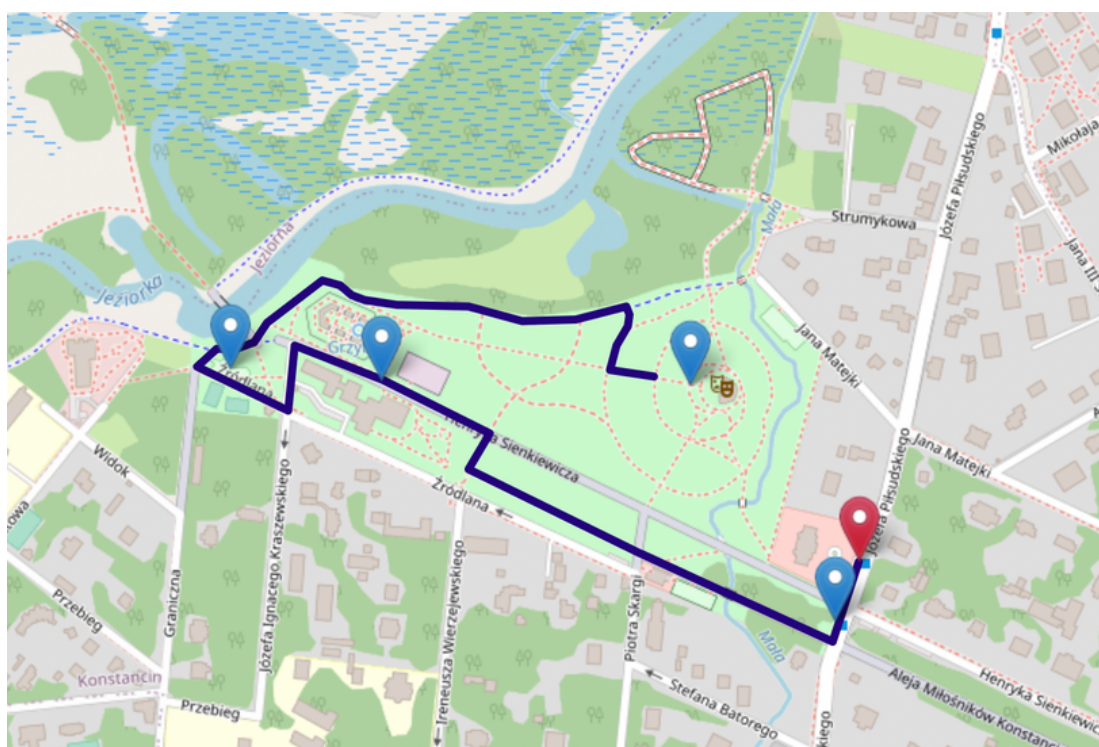 Mikołaja
Józefa Piłsudskiego
Mała
Strumykowa
Jeziorna
Jana III S
Jeziorka
Grzyb
Jana Matejki
Źródlana
Henryka Sienkiewicza
Józefa Piłsudskiego
Jana Matejki
A
Widok
Źródlana
Józefa Ignacego Kraszewskiego
Ireneusza Wierzejewskiego
Graniczna
Przebieg
Piotra Skargi
Mała
Konstancin
Przebieg
Stefana Batorego
Henryka Sienkiewic
Aleja Miłośników Konstanc
skiego